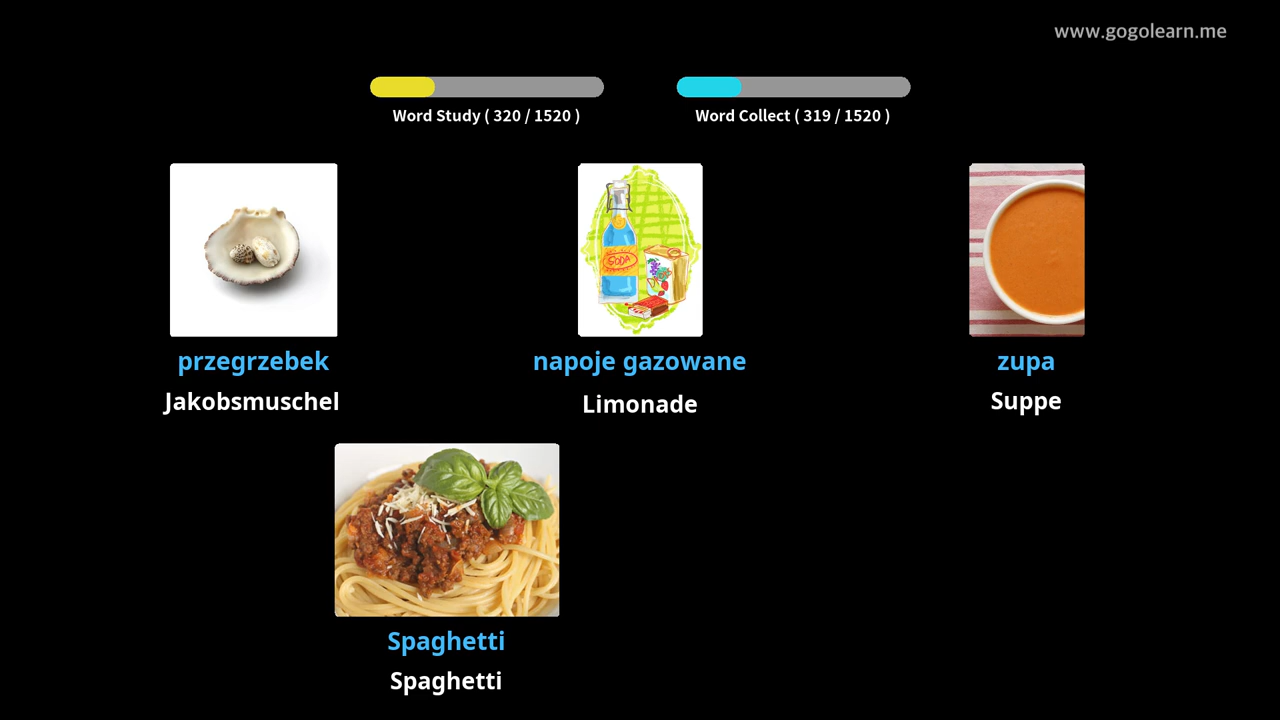 www.gogolearn.me
Word Study ( 320 / 1520 )
Word Collect ( 319 / 1520 )
SODA
przegrzebek
napoje gazowane
zupa
Jakobsmuschel
Limonade
Suppe
Spaghetti
Spaghetti